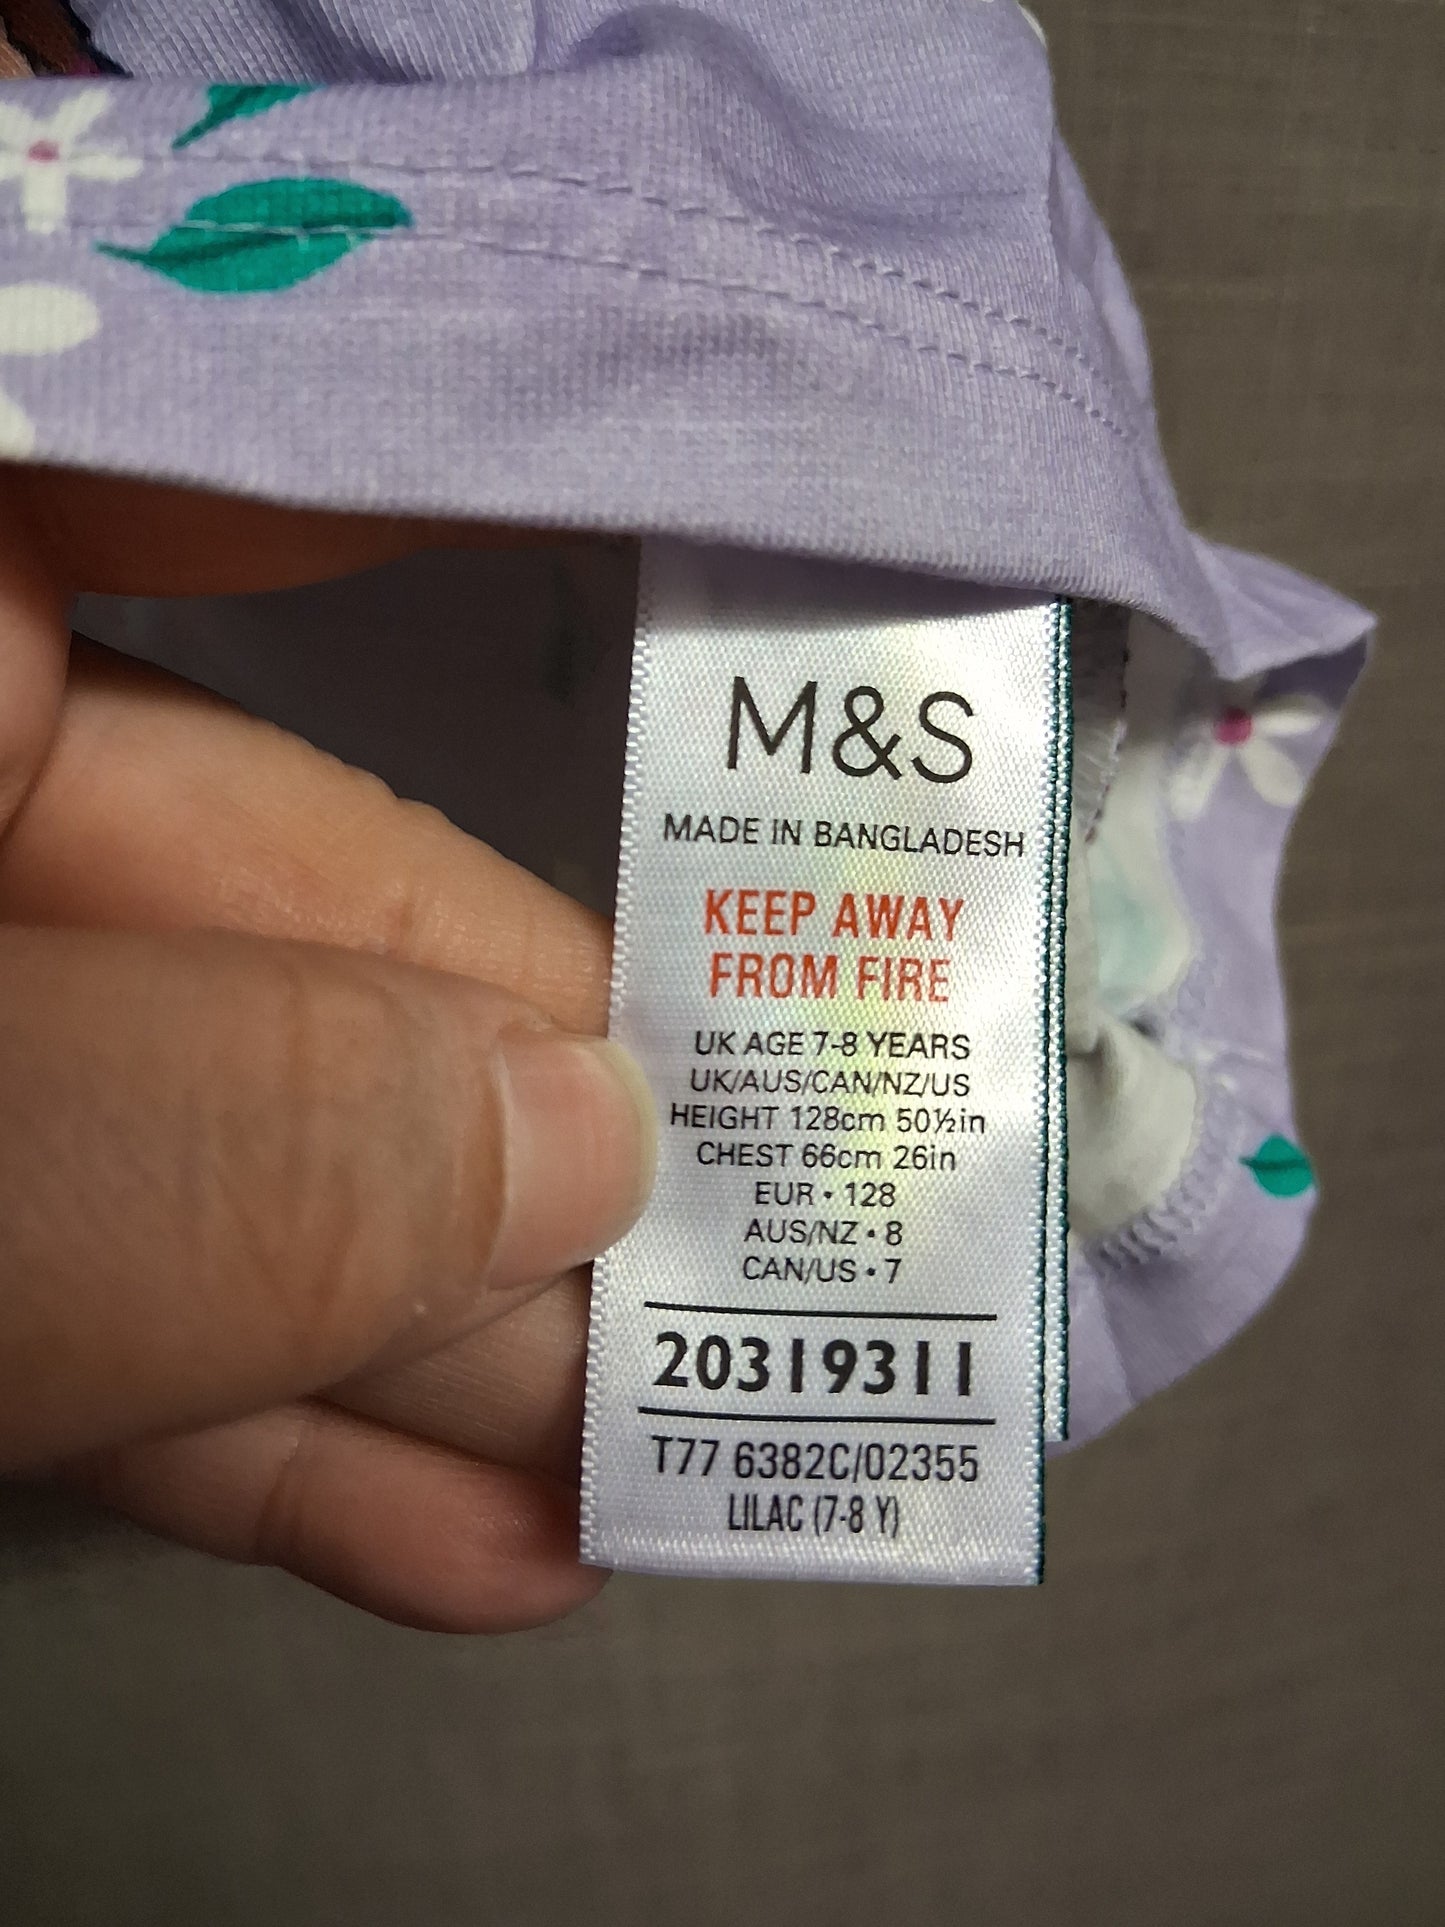 M&S
MADE IN BANGLADESH
KEEP AWAY
FROM FIRE
UK AGE 7-8 YEARS
UK/AUS/CAN/NZ/US
HEIGHT 128cm 50½in
CHEST 66cm 26in
EUR • 128
AUS/NZ • 8
CAN/US • 7
20319311
T77 6382C/02355
LILAC (7-8 Y)